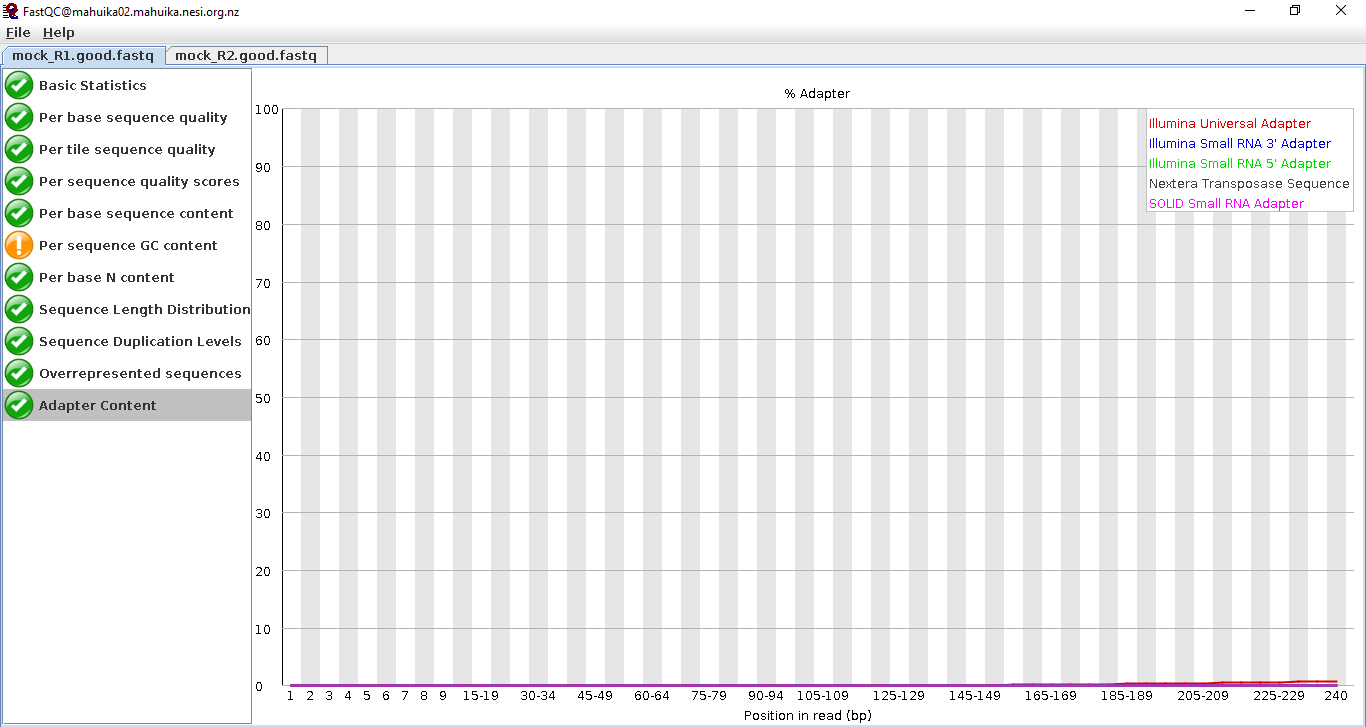 FastQC@mahuika02.mahuika.nesi.org.nz
File Help
mock_R1.good.fastq mock_R2.good.fastq
Basic Statistics
Per base sequence quality
Per tile sequence quality
Per sequence quality scores
Per base sequence content
Per sequence GC content
Per base N content
Sequence Length Distribution
Sequence Duplication Levels
Overrepresented sequences
Adapter Content
% Adapter
100
90
80
70
60
50
40
30
20
10
0
Illumina Universal Adapter
Illumina Small RNA 3' Adapter
Illumina Small RNA 5' Adapter
Nextera Transposase Sequence
SOLID Small RNA Adapter
1 2 3 4 5 6 7 8 9 15-19 30-34 45-49 60-64 75-79 90-94 105-109 125-129 145-149 165-169 185-189 205-209 225-229 240
Position in read (bp)